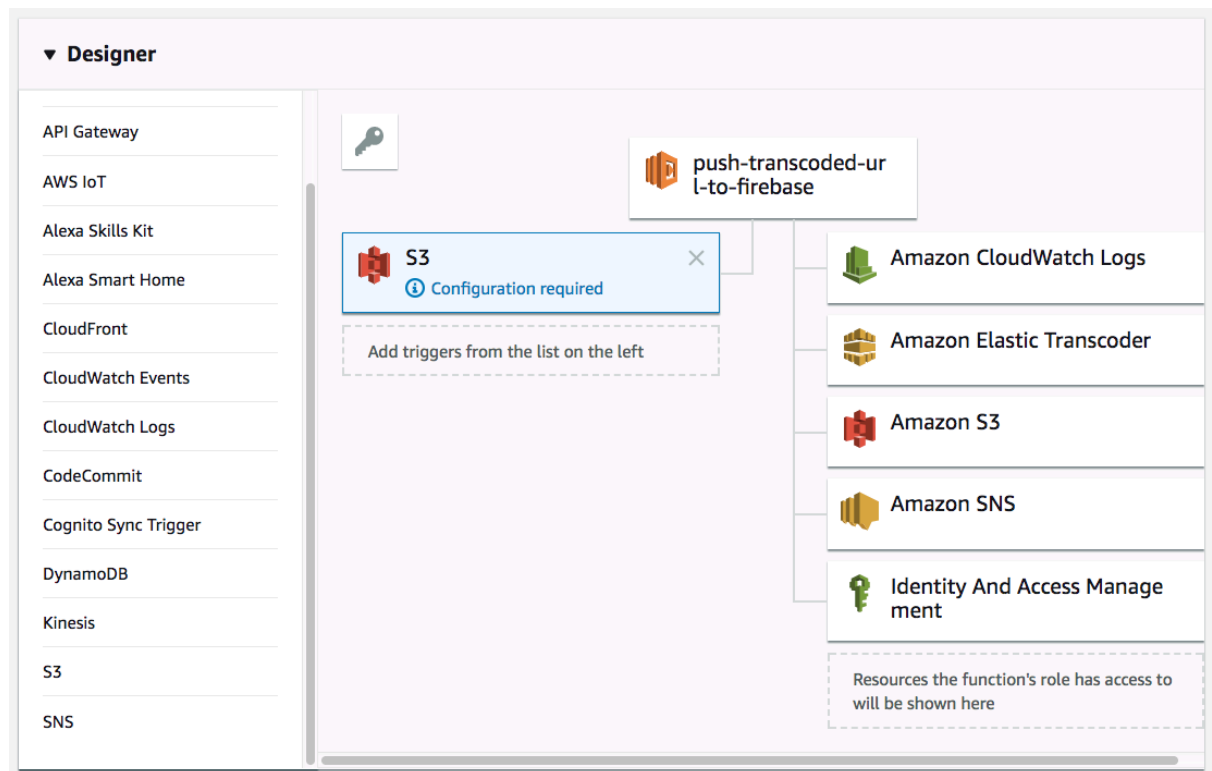 Designer
API Gateway
AWS IoT
Alexa Skills Kit
Alexa Smart Home
CloudFront
CloudWatch Events
CloudWatch Logs
CodeCommit
Cognito Sync Trigger
DynamoDB
Kinesis
S3
SNS
push-transcoded-ur
l-to-firebase
S3
Configuration required
Add triggers from the list on the left
Amazon CloudWatch Logs
Amazon Elastic Transcoder
Amazon S3
Amazon SNS
Identity And Access Manage
ment
Resources the function's role has access to
will be shown here